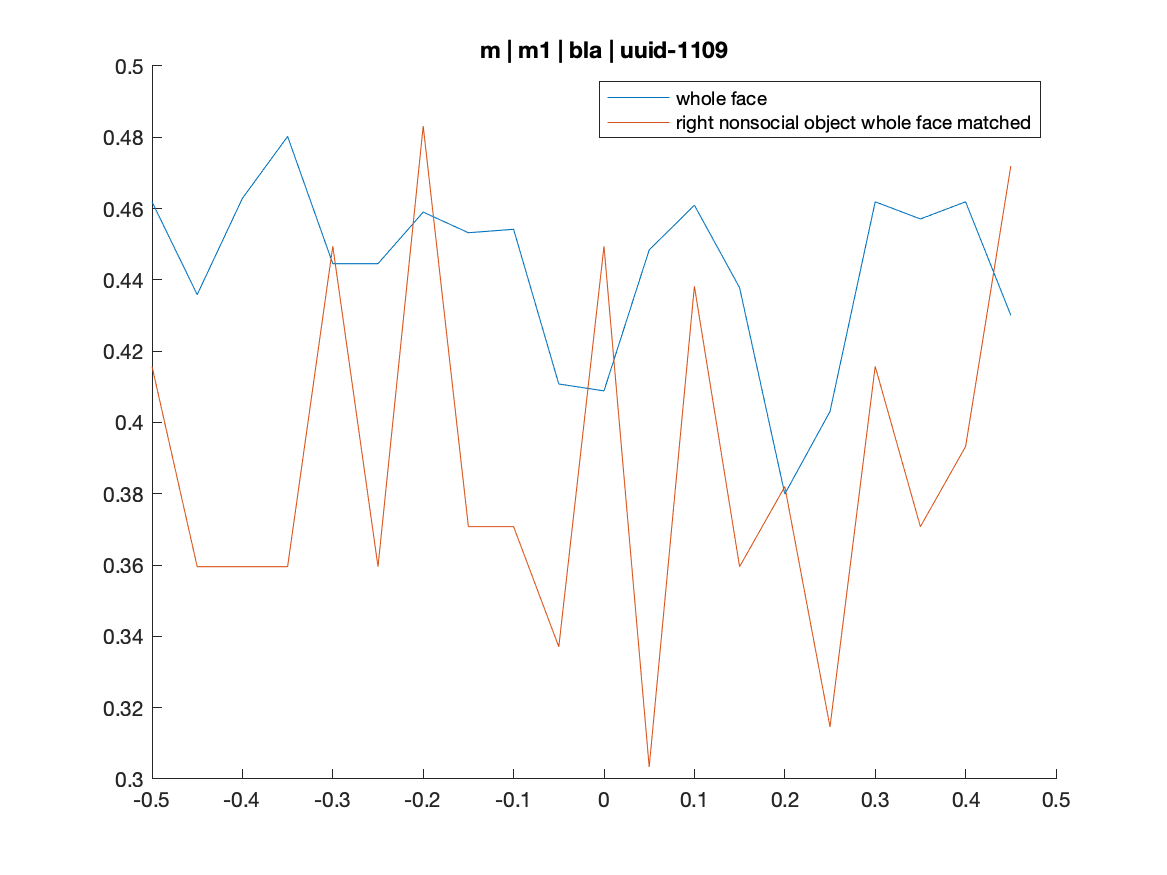 m | m1 | bla | uuid-1109
whole face
right nonsocial object whole face matched
0.5
0.48
0.46
0.44
0.42
0.4
0.38
0.36
0.34
0.32
0.3
-0.5 -0.4 -0.3 -0.2 -0.1 0 0.1 0.2 0.3 0.4 0.5